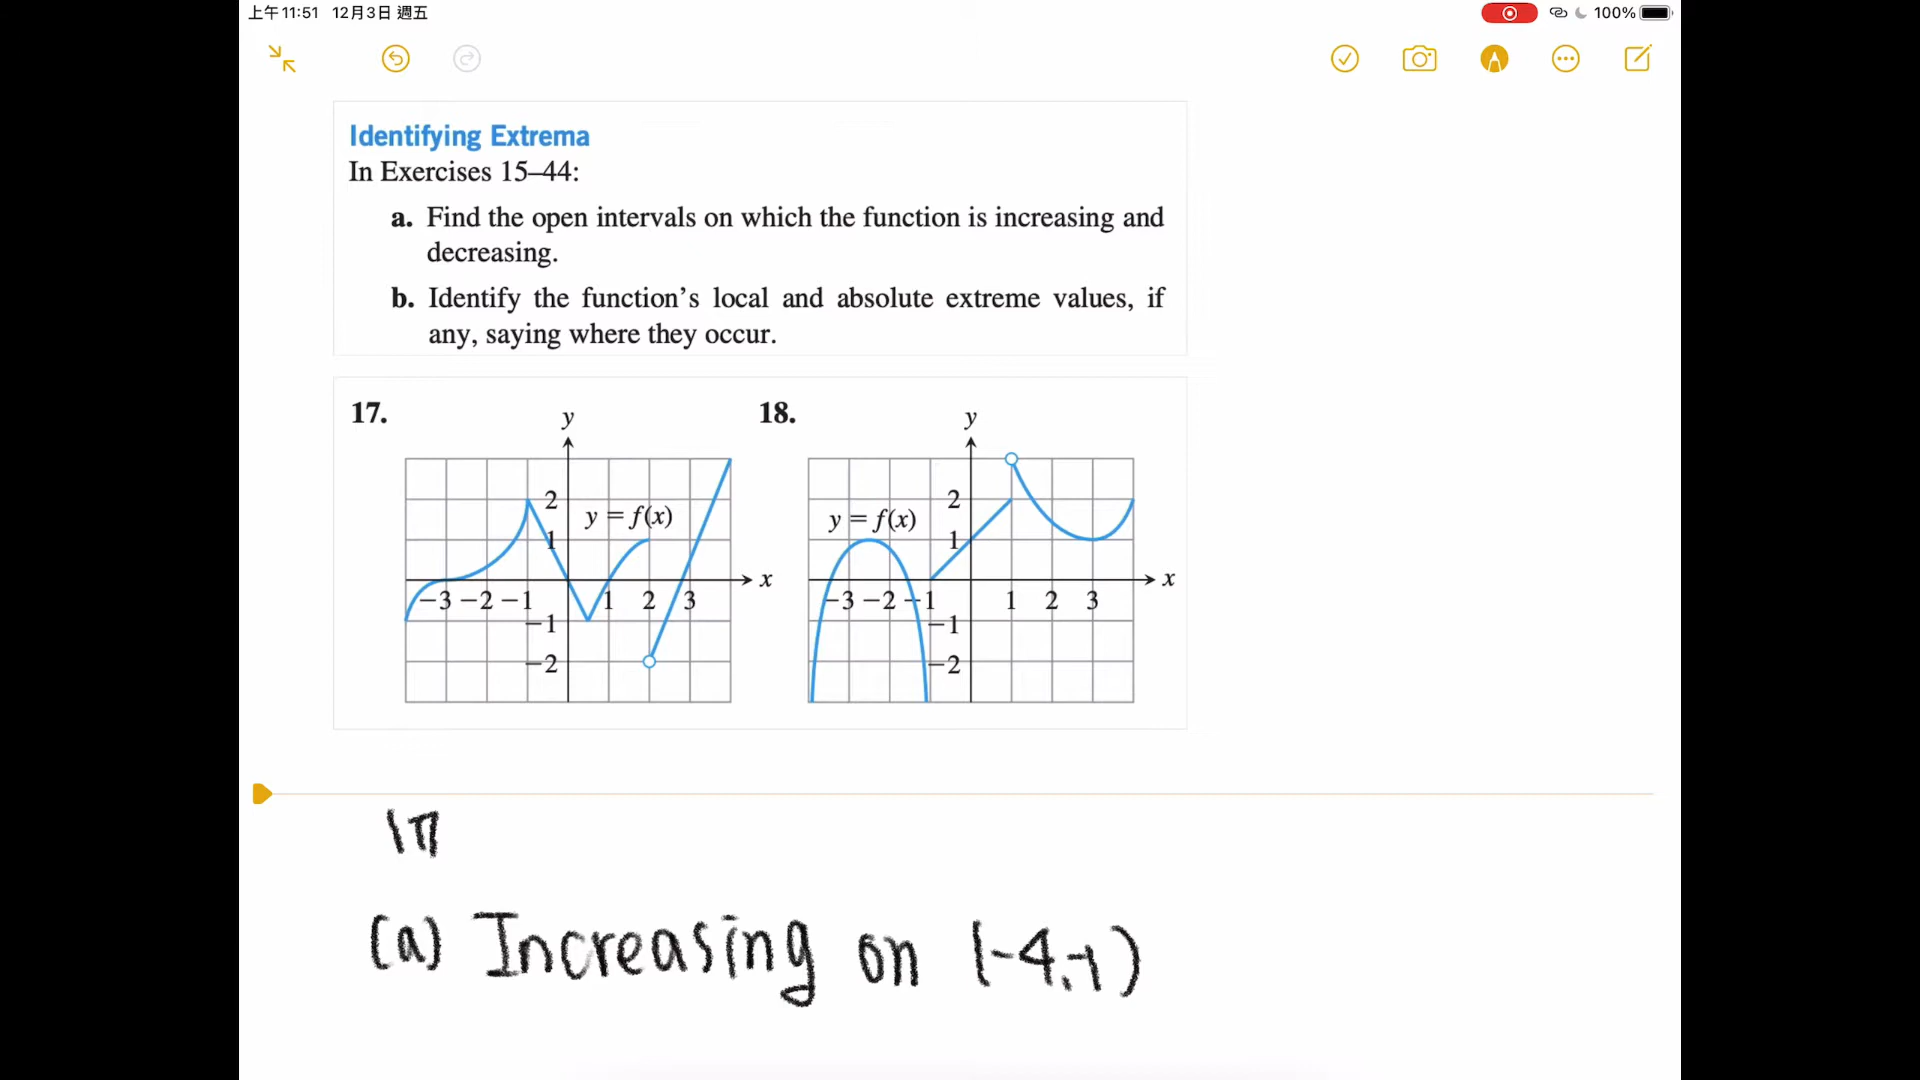 上午11:51 12月3日 週五
100%
Identifying Extrema
In Exercises 15–44:
a. Find the open intervals on which the function is increasing and
decreasing.
b. Identify the function's local and absolute extreme values, if
any, saying where they occur.
17.
y
2
y = f(x)
1
x
−3 −2 −1
1 2 3
−1
−2
18.
y
2
y = f(x)
1
x
−3 −2 −1
1 2 3
−1
−2
17
(a) Increasing on (-4,-1)